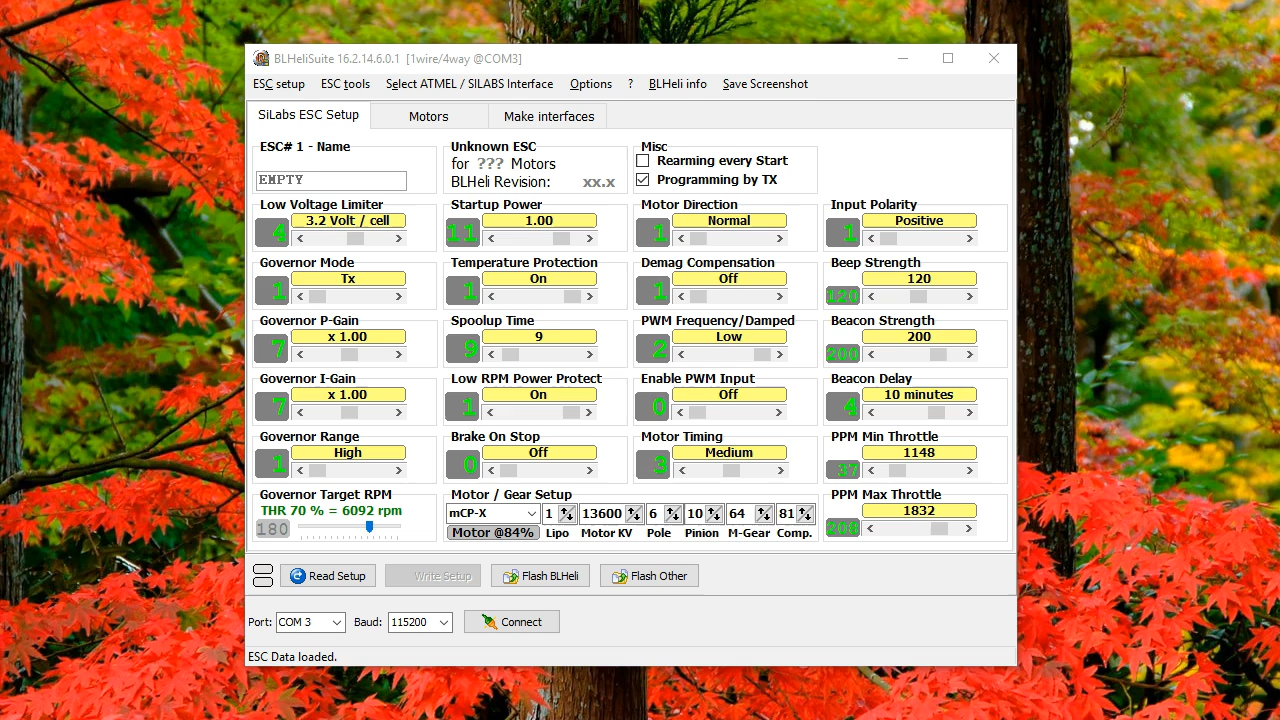 BLHeliSuite 16.2.14.6.0.1 [1wire/4way @COM3]
ESC setup ESC tools Select ATMEL / SILABS Interface Options ? BLHeli info Save Screenshot
SiLabs ESC Setup Motors Make interfaces
ESC# 1 - Name Unknown ESC Misc
for ??? Motors Rearming every Start
EMPTY BLHeli Revision: xx.x Programming by TX
Low Voltage Limiter Startup Power Motor Direction Input Polarity
4 3.2 Volt / cell 11 1.00 1 Normal 1 Positive
Governor Mode Temperature Protection Demag Compensation Beep Strength
1 Tx 1 On 1 Off 120 120
Governor P-Gain Spoolup Time PWM Frequency/Damped Beacon Strength
7 x 1.00 9 9 2 Low 200 200
Governor I-Gain Low RPM Power Protect Enable PWM Input Beacon Delay
7 x 1.00 1 On 0 Off 4 10 minutes
Governor Range Brake On Stop Motor Timing PPM Min Throttle
1 High 0 Off 3 Medium 37 1148
Governor Target RPM Motor / Gear Setup PPM Max Throttle
THR 70 % = 6092 rpm mCP-X 1 13600 6 10 64 81 1832
180 Motor @84% Lipo Motor KV Pole Pinion M-Gear Comp. 208
Read Setup Write Setup Flash BLHeli Flash Other
Port: COM 3 Baud: 115200 Connect
ESC Data loaded.